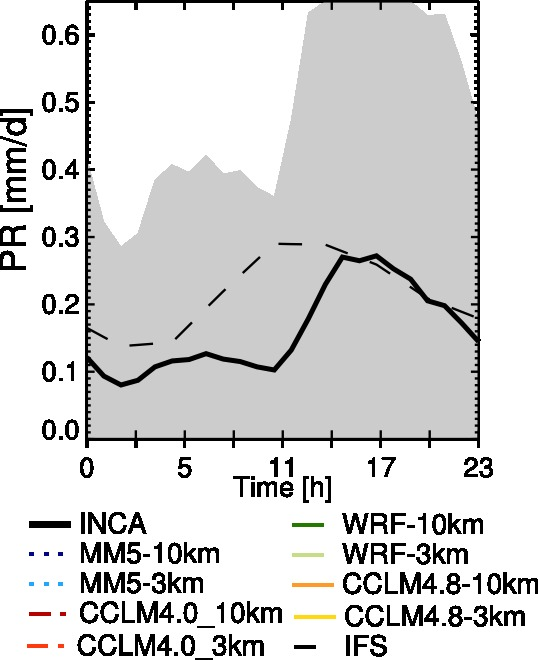 PR [mm/d]
0.6
0.5
0.4
0.3
0.2
0.1
0.0
0 5 11 17 23
Time [h]
INCA WRF-10km
MM5-10km WRF-3km
MM5-3km CCLM4.8-10km
CCLM4.0_10km CCLM4.8-3km
CCLM4.0_3km IFS